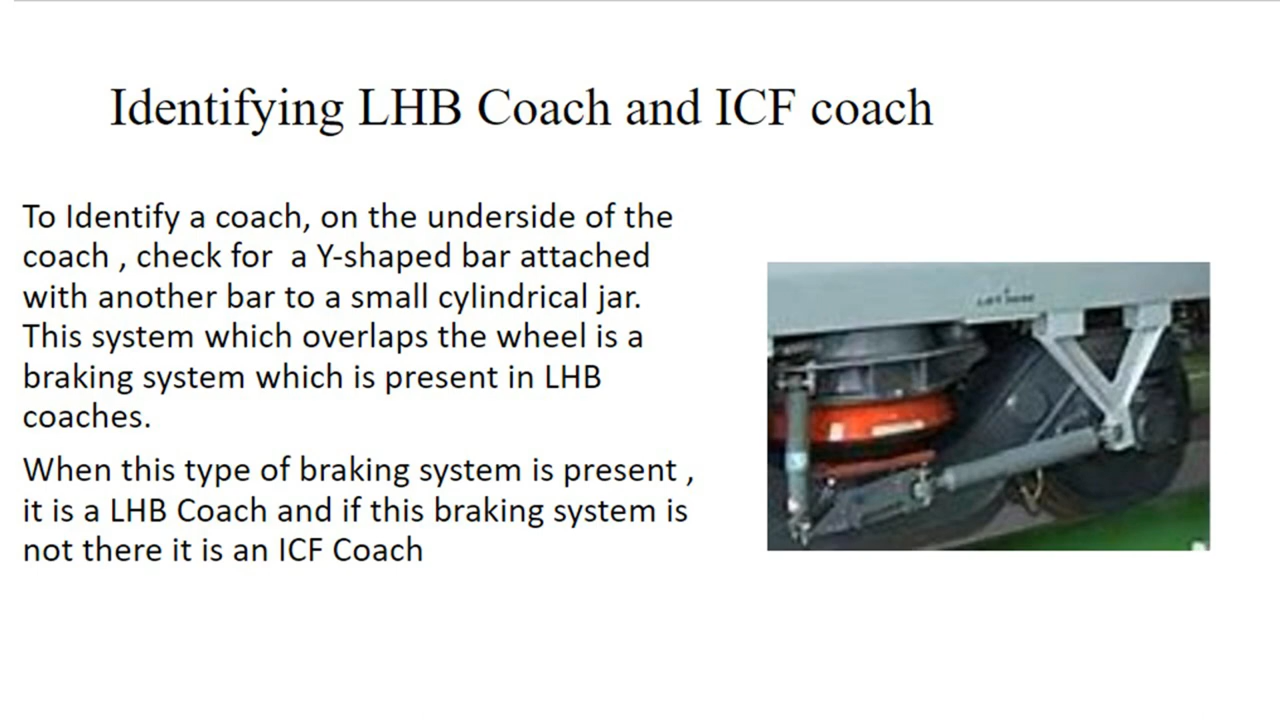 Identifying LHB Coach and ICF coach
To Identify a coach, on the underside of the
coach , check for  a Y-shaped bar attached
with another bar to a small cylindrical jar.
This system which overlaps the wheel is a
braking system which is present in LHB
coaches.
When this type of braking system is present ,
it is a LHB Coach and if this braking system is
not there it is an ICF Coach